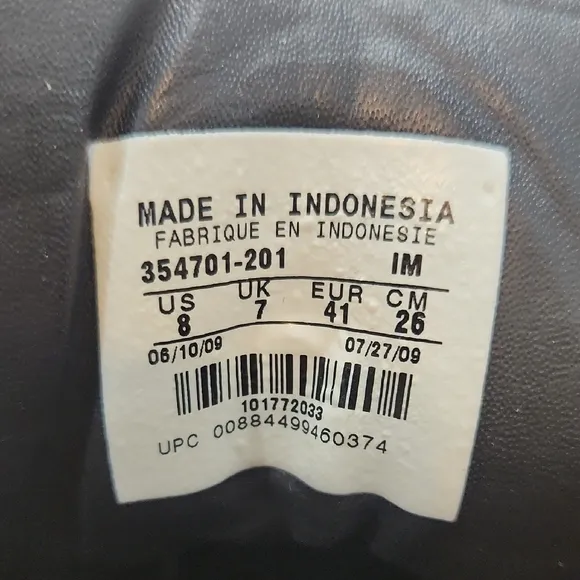 MADE IN INDONESIA
FABRIQUE EN INDONESIE
354701-201 IM
US UK EUR CM
8 7 41 26
06/10/09 07/27/09
101772033
UPC 00884499460374